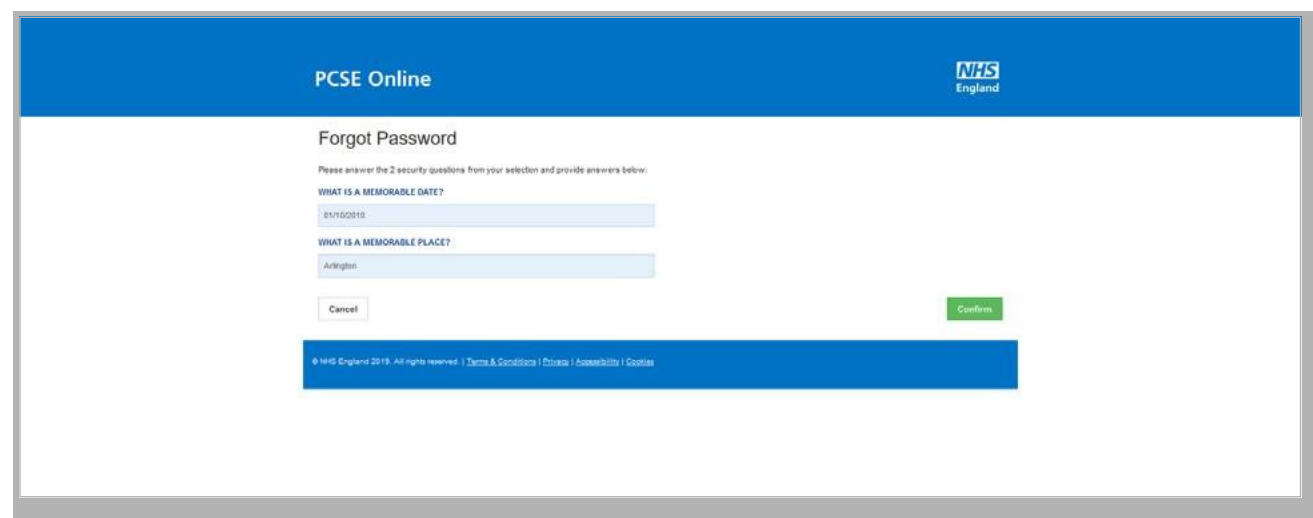 PCSE Online
NHS
England
Forgot Password
Please answer the 2 security questions from your selection and provide answers below:
WHAT IS A MEMORABLE DATE?
01/10/2010
WHAT IS A MEMORABLE PLACE?
Arlington
Cancel
Confirm
© NHS England 2019. All rights reserved. | Terms & Conditions | Privacy | Accessibility | Cookies